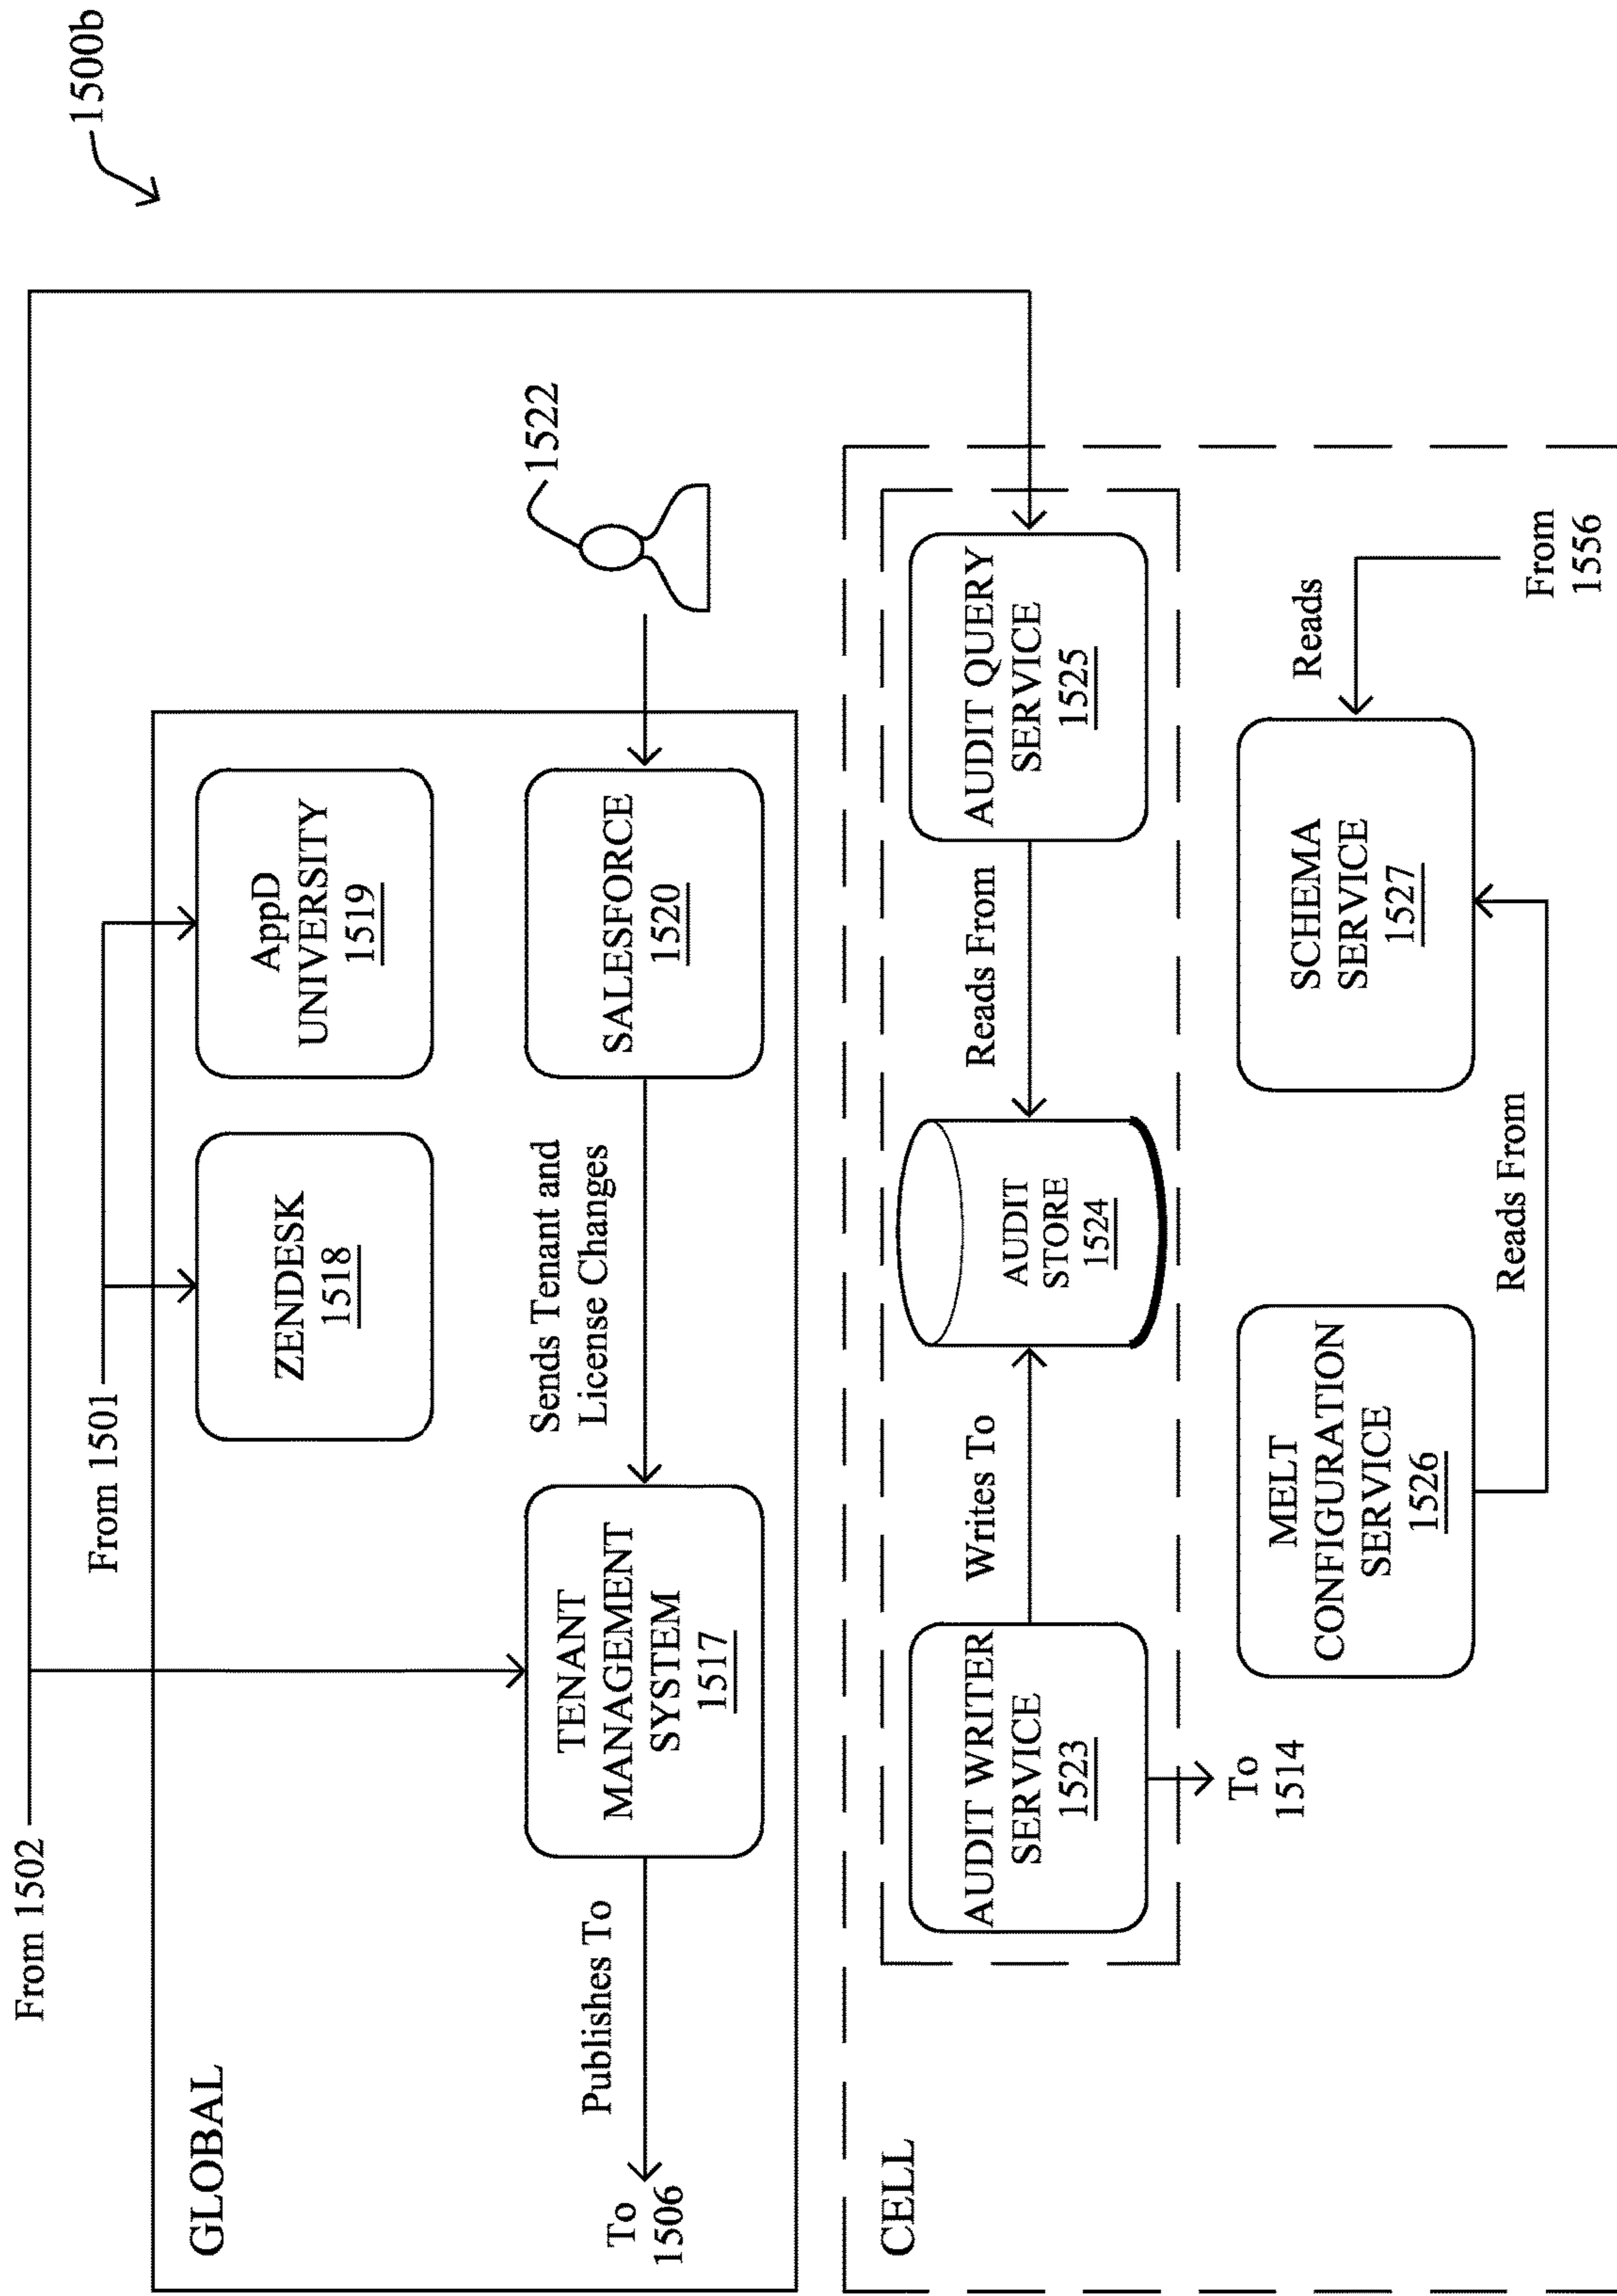 1500b
From 1502
From 1501
GLOBAL
ZENDESK
1518
AppD
UNIVERSITY
1519
To
1506
Publishes To
TENANT
MANAGEMENT
SYSTEM
1517
Sends Tenant and
License Changes
SALESFORCE
1520
1522
CELL
AUDIT WRITER
SERVICE
1523
Writes To
AUDIT
STORE
1524
Reads From
AUDIT QUERY
SERVICE
1525
To
1514
MELT
CONFIGURATION
SERVICE
1526
Reads From
SCHEMA
SERVICE
1527
Reads
From
1556